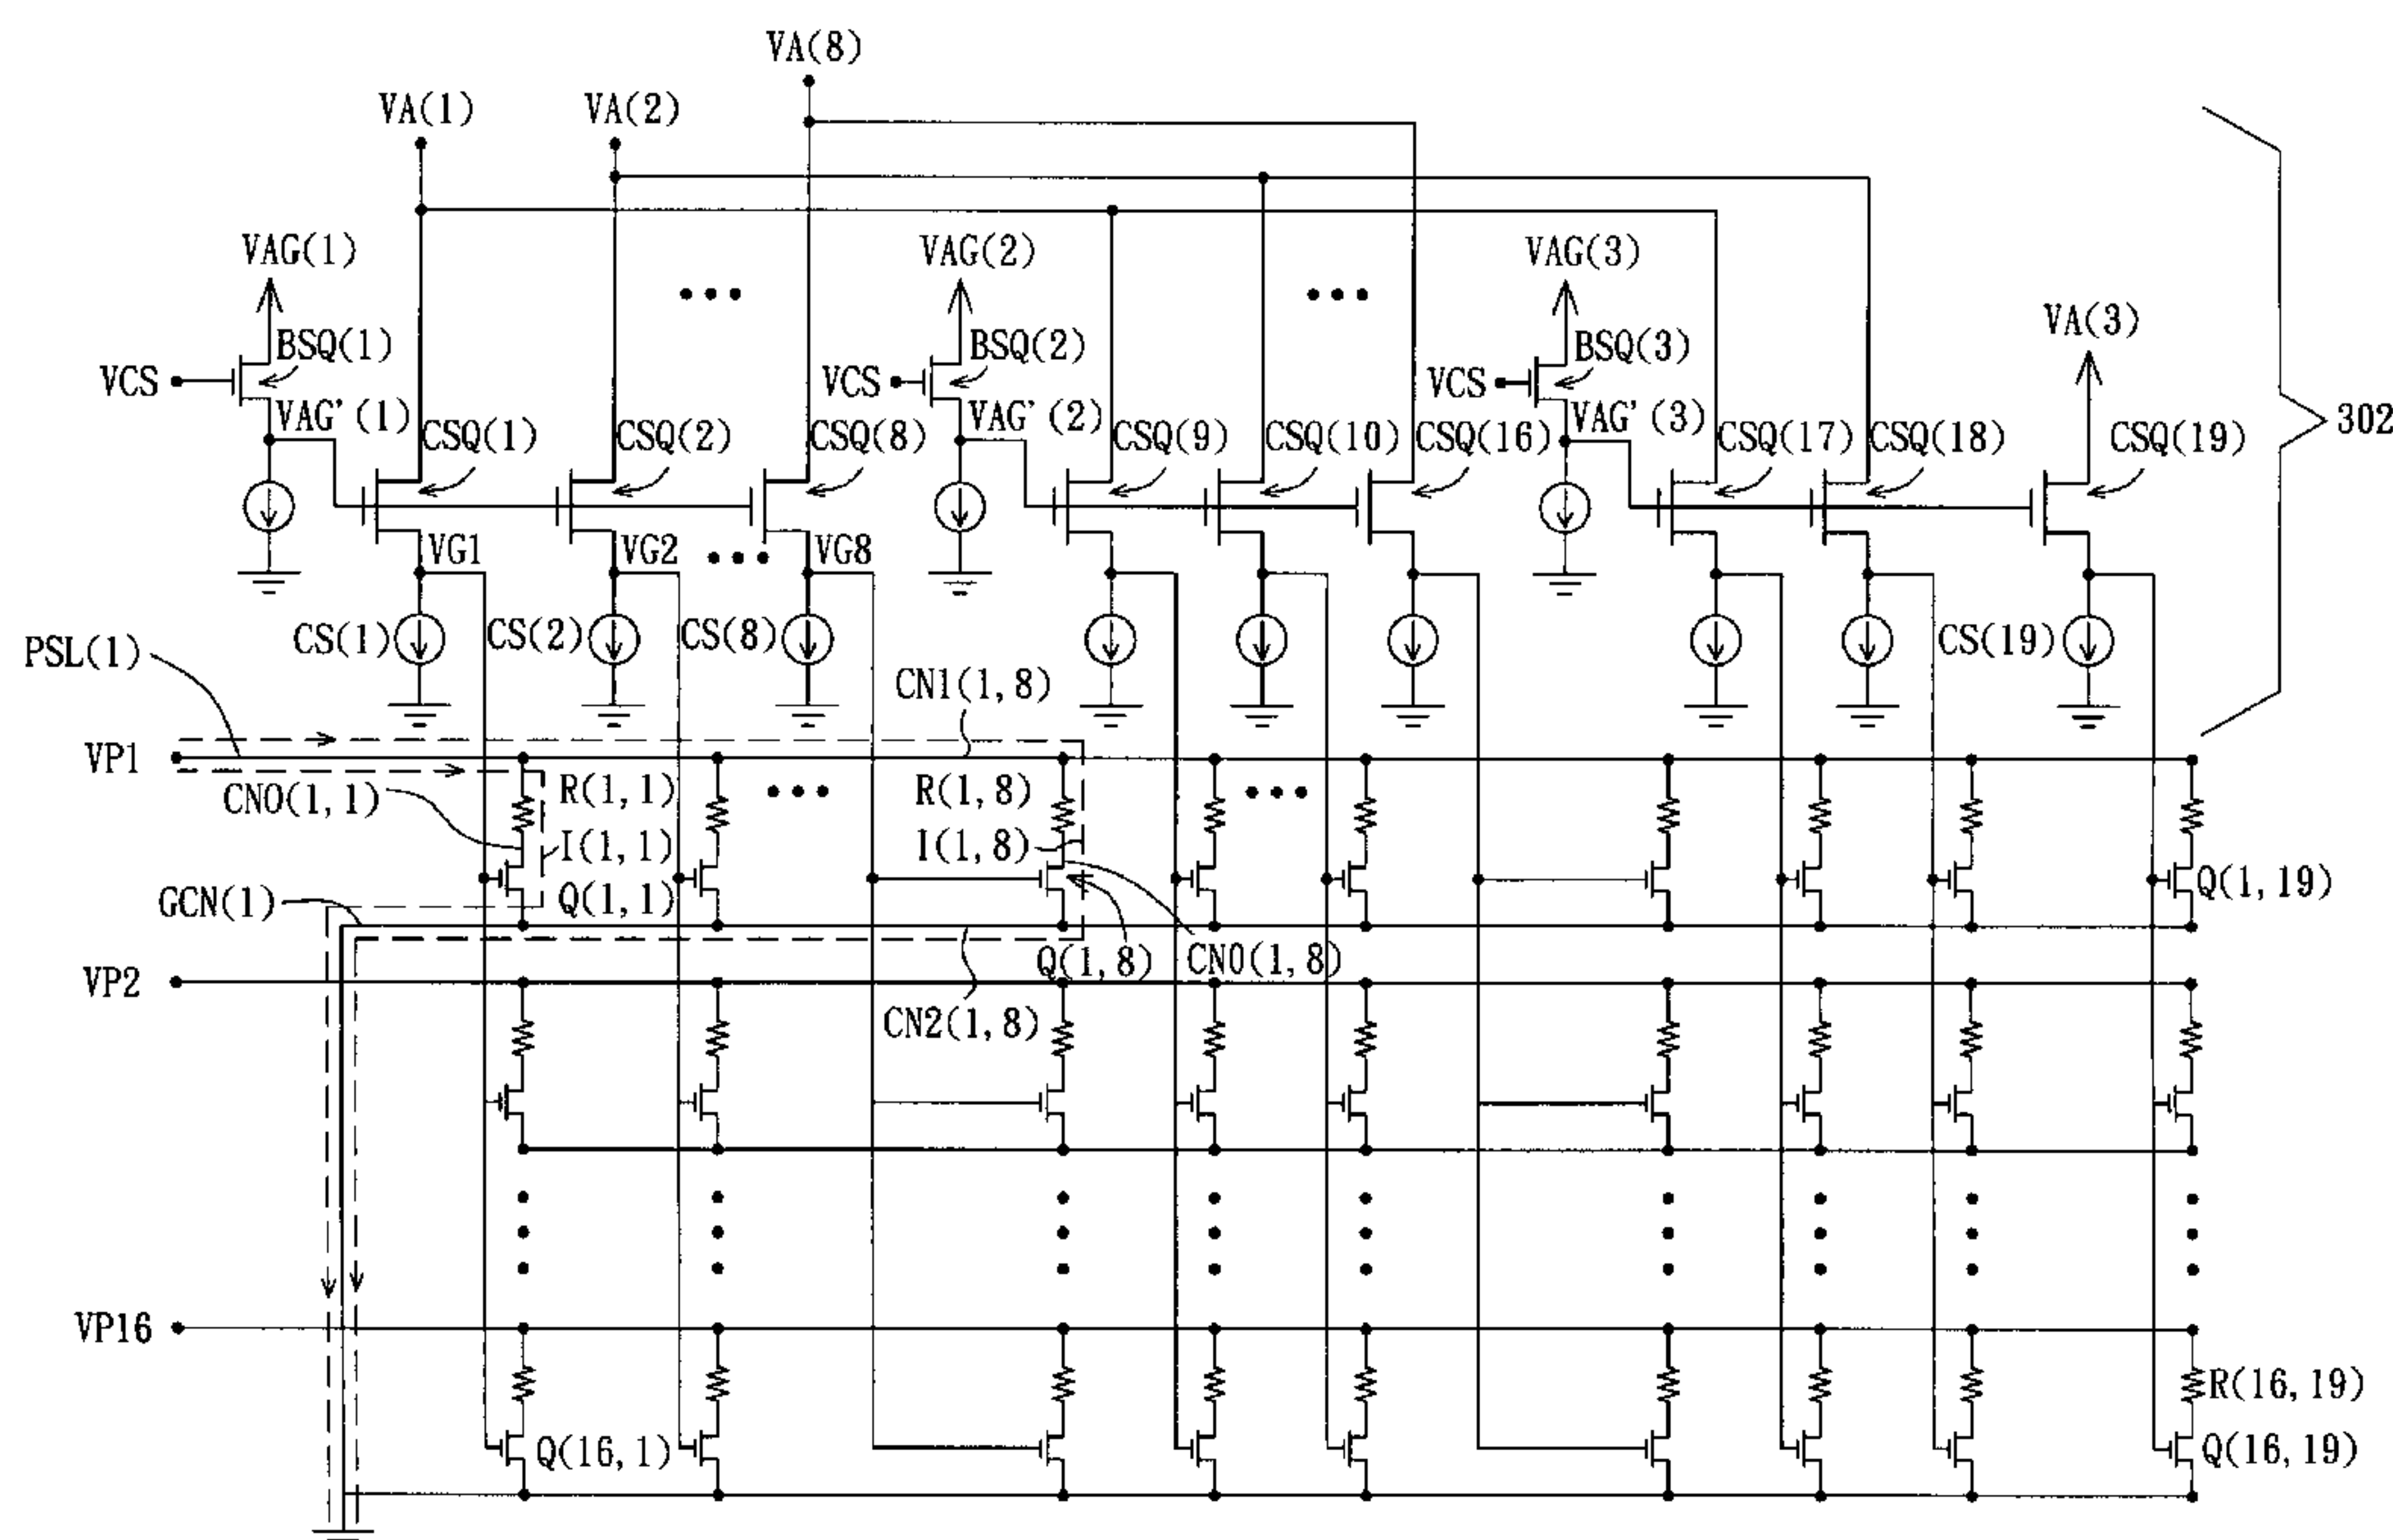 VA(8)
VA(1)
VA(2)
VAG(1)
VAG(2)
VAG(3)
VA(3)
BSQ(1)
BSQ(2)
BSQ(3)
VCS
VCS
VCS
302
VAG'(1)
CSQ(1)
CSQ(2)
CSQ(8)
VAG'(2)
CSQ(9)
CSQ(10)
CSQ(16)
VAG'(3)
CSQ(17)
CSQ(18)
CSQ(19)
VG1
VG2
VG8
PSL(1)
CS(1)
CS(2)
CS(8)
CS(19)
CN1(1,8)
VP1
CNO(1,1)
R(1,1)
R(1,8)
I(1,1)
I(1,8)
GCN(1)
Q(1,1)
Q(1,19)
Q(1,8)
CNO(1,8)
VP2
CN2(1,8)
VP16
R(16,19)
Q(16,1)
Q(16,19)